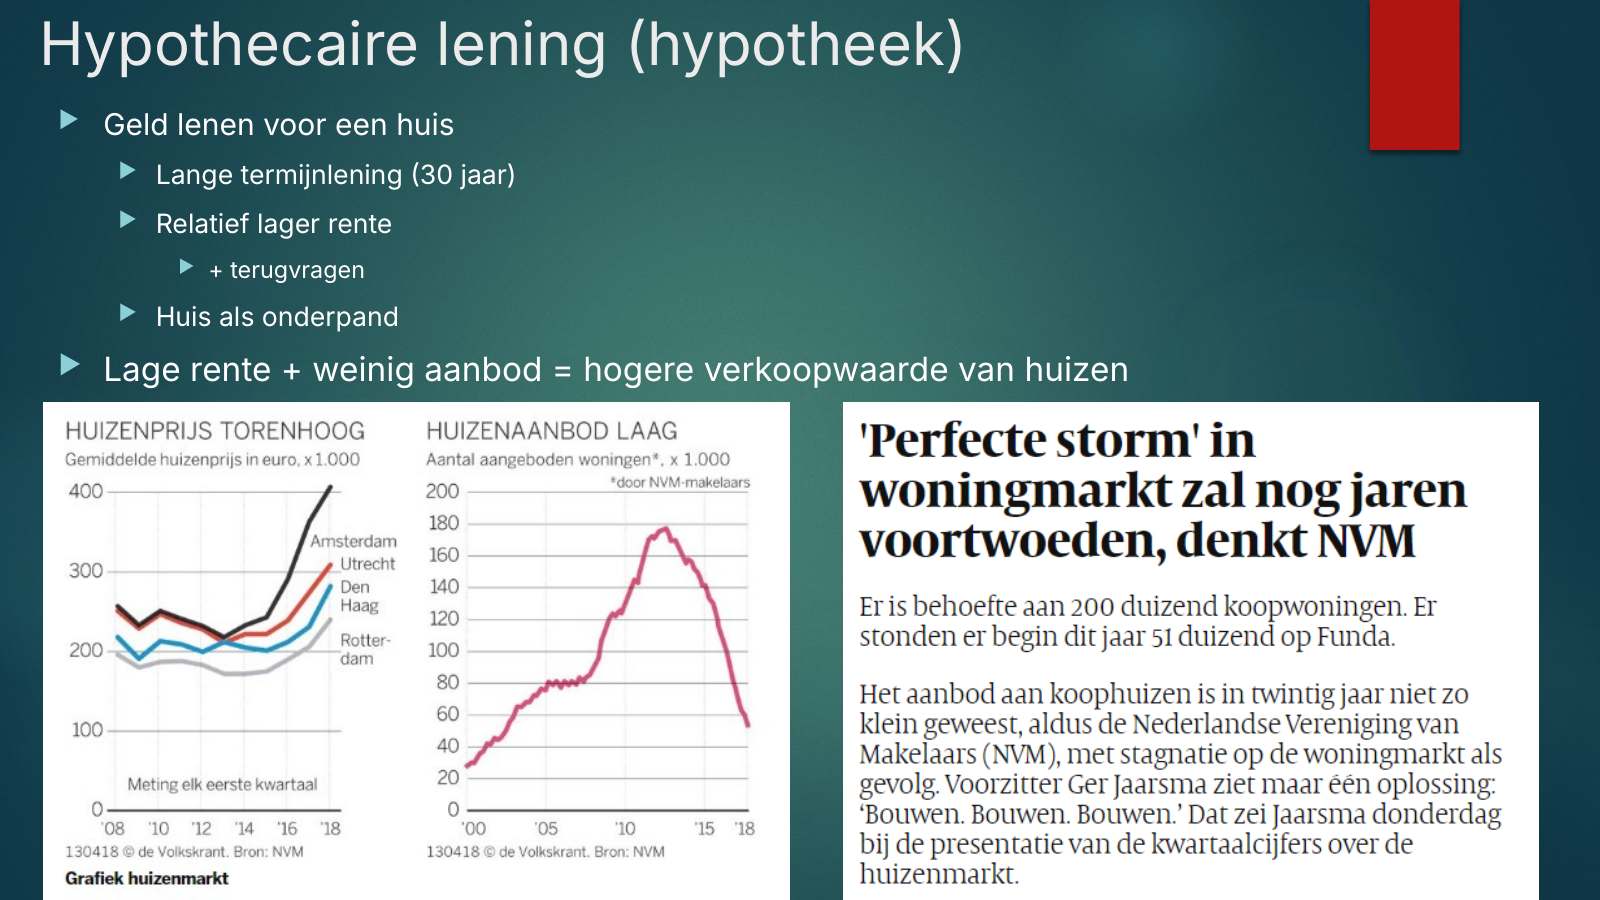 Hypothecaire lening (hypotheek)
Geld lenen voor een huis
Lange termijnlening (30 jaar)
Relatief lager rente
+ terugvragen
Huis als onderpand
Lage rente + weinig aanbod = hogere verkoopwaarde van huizen
HUIZENPRIJS TORENHOOG
Gemiddelde huizenprijs in euro, x 1.000
400
300
200
100
0
Amsterdam
Utrecht
Den
Haag
Rotter-
dam
Meting elk eerste kwartaal
'08 '10 '12 '14 '16 '18
130418 © de Volkskrant. Bron: NVM
Grafiek huizenmarkt
HUIZENAANBOD LAAG
Aantal aangeboden woningen*, x 1.000
*door NVM-makelaars
200
180
160
140
120
100
80
60
40
20
0
'00 '05 '10 '15 '18
130418 © de Volkskrant. Bron: NVM
'Perfecte storm' in
woningmarkt zal nog jaren
voortwoeden, denkt NVM
Er is behoefte aan 200 duizend koopwoningen. Er
stonden er begin dit jaar 51 duizend op Funda.
Het aanbod aan koophuizen is in twintig jaar niet zo
klein geweest, aldus de Nederlandse Vereniging van
Makelaars (NVM), met stagnatie op de woningmarkt als
gevolg. Voorzitter Ger Jaarsma ziet maar één oplossing:
‘Bouwen. Bouwen. Bouwen.’ Dat zei Jaarsma donderdag
bij de presentatie van de kwartaalcijfers over de
huizenmarkt.